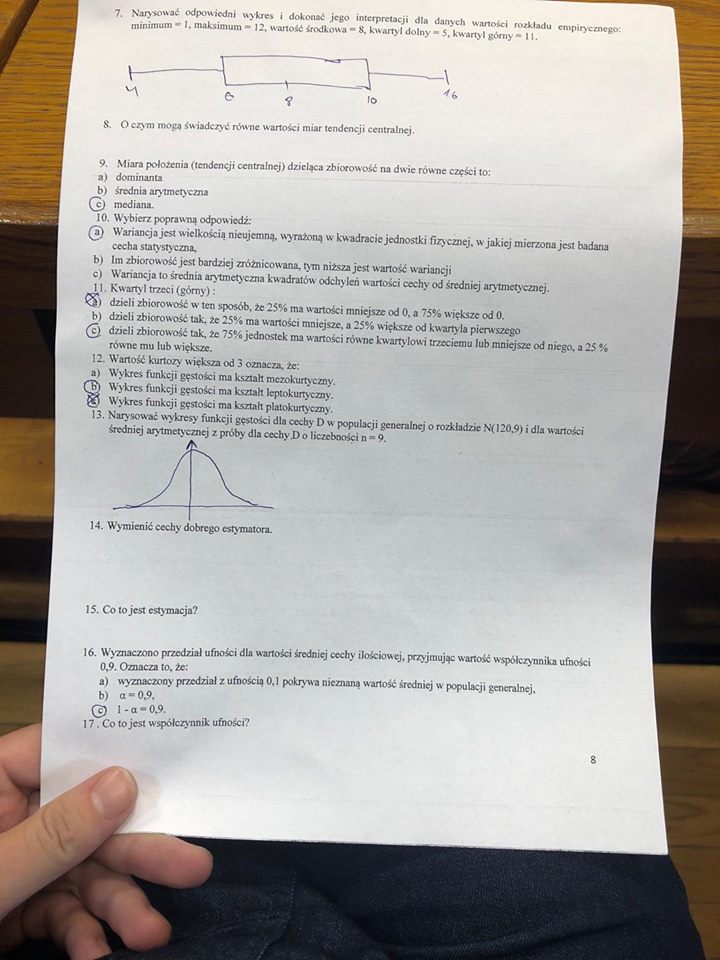 7. Narysować odpowiedni wykres i dokonać jego interpretacji dla danych wartości rozkładu empirycznego:
minimum = 1, maksimum = 12, wartość środkowa = 8, kwartyl dolny = 5, kwartyl górny = 11.
4 6 8 10 16
8. O czym mogą świadczyć równe wartości miar tendencji centralnej.
9. Miara położenia (tendencji centralnej) dzieląca zbiorowość na dwie równe części to:
a) dominanta
b) średnia arytmetyczna
c) mediana.
10. Wybierz poprawną odpowiedź:
a) Wariancja jest wielkością nieujemną, wyrażoną w kwadracie jednostki fizycznej, w jakiej mierzona jest badana
cecha statystyczna,
b) Im zbiorowość jest bardziej zróżnicowana, tym niższa jest wartość wariancji
c) Wariancja to średnia arytmetyczna kwadratów odchyleń wartości cechy od średniej arytmetycznej.
11. Kwartyl trzeci (górny) :
a) dzieli zbiorowość w ten sposób, że 25% ma wartości mniejsze od 0, a 75% większe od 0.
b) dzieli zbiorowość tak, że 25% ma wartości mniejsze, a 25% większe od kwartyla pierwszego
c) dzieli zbiorowość tak, że 75% jednostek ma wartości równe kwartylowi trzeciemu lub mniejsze od niego, a 25 %
równe mu lub większe.
12. Wartość kurtozy większa od 3 oznacza, że:
a) Wykres funkcji gęstości ma kształt mezokurtyczny.
b) Wykres funkcji gęstości ma kształt leptokurtyczny.
Wykres funkcji gęstości ma kształt platokurtyczny.
13. Narysować wykresy funkcji gęstości dla cechy D w populacji generalnej o rozkładzie N(120,9) i dla wartości
średniej arytmetycznej z próby dla cechy D o liczebności n = 9.
14. Wymienić cechy dobrego estymatora.
15. Co to jest estymacja?
16. Wyznaczono przedział ufności dla wartości średniej cechy ilościowej, przyjmując wartość współczynnika ufności
0,9. Oznacza to, że:
a) wyznaczony przedział z ufnością 0,1 pokrywa nieznaną wartość średniej w populacji generalnej,
b) α = 0,9,
c) 1 - α = 0,9.
17 . Co to jest współczynnik ufności?
8